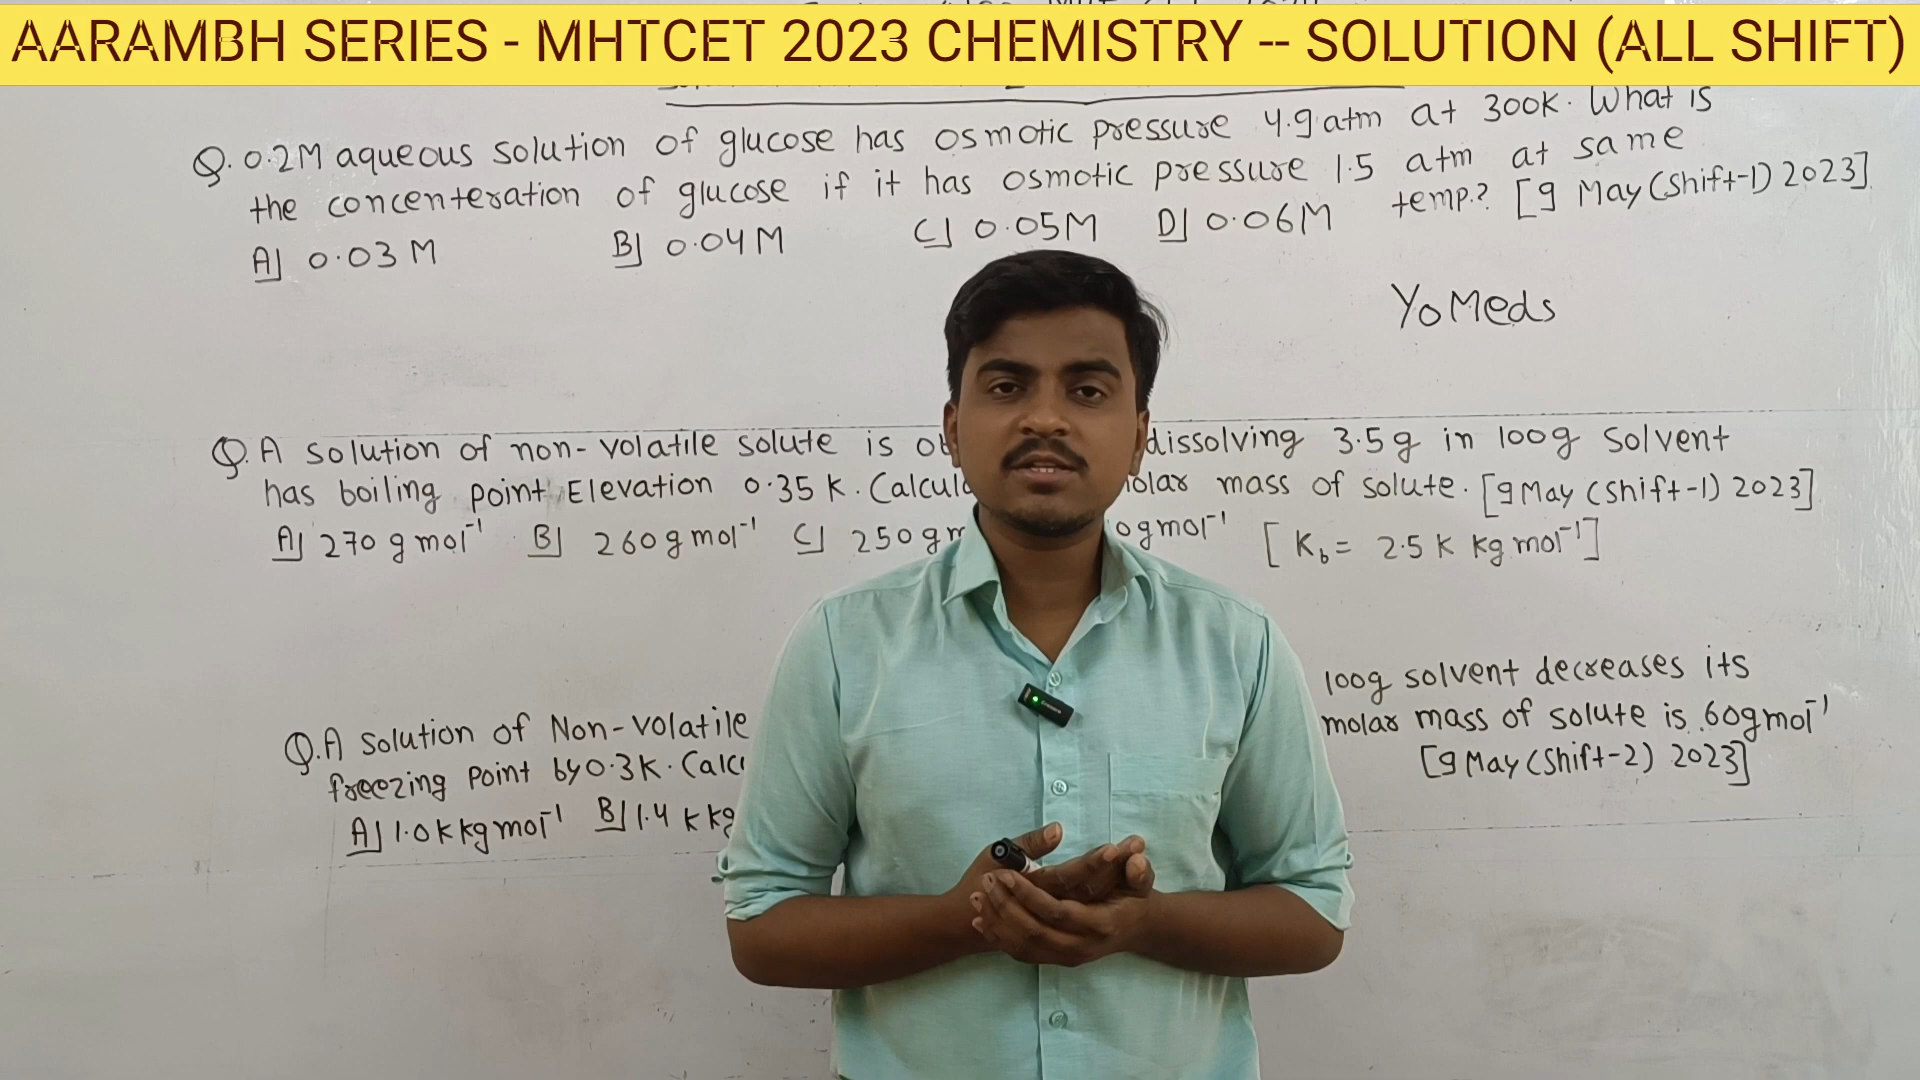 AARAMBH SERIES - MHTCET 2023 CHEMISTRY -- SOLUTION (ALL SHIFT)
Q. 0.2M aqueous solution of glucose has osmotic pressure 4.9 atm at 300K. What is
the concenteration of glucose if it has osmotic pressure 1.5 atm at same
temp.? [9 May (Shift-1) 2023]
A] 0.03 M B] 0.04 M C] 0.05M D] 0.06M
YoMeds
Q. A solution of non-volatile solute is dissolving 3.5g in 100g solvent
has boiling point Elevation 0.35 K. mass of solute. [9 May (shift-1) 2023]
A] 270 g mol⁻¹ B] 260 g mol⁻¹ C] 250 g mol⁻¹ [K_b = 2.5 K Kg mol⁻¹]
Q. A solution of Non-volatile 100g solvent decreases its
freezing point by 0.3K. molar mass of solute is 60g mol⁻¹
[9 May (Shift-2) 2023]
A] 1.0 K kg mol⁻¹ B] 1.4 K kg